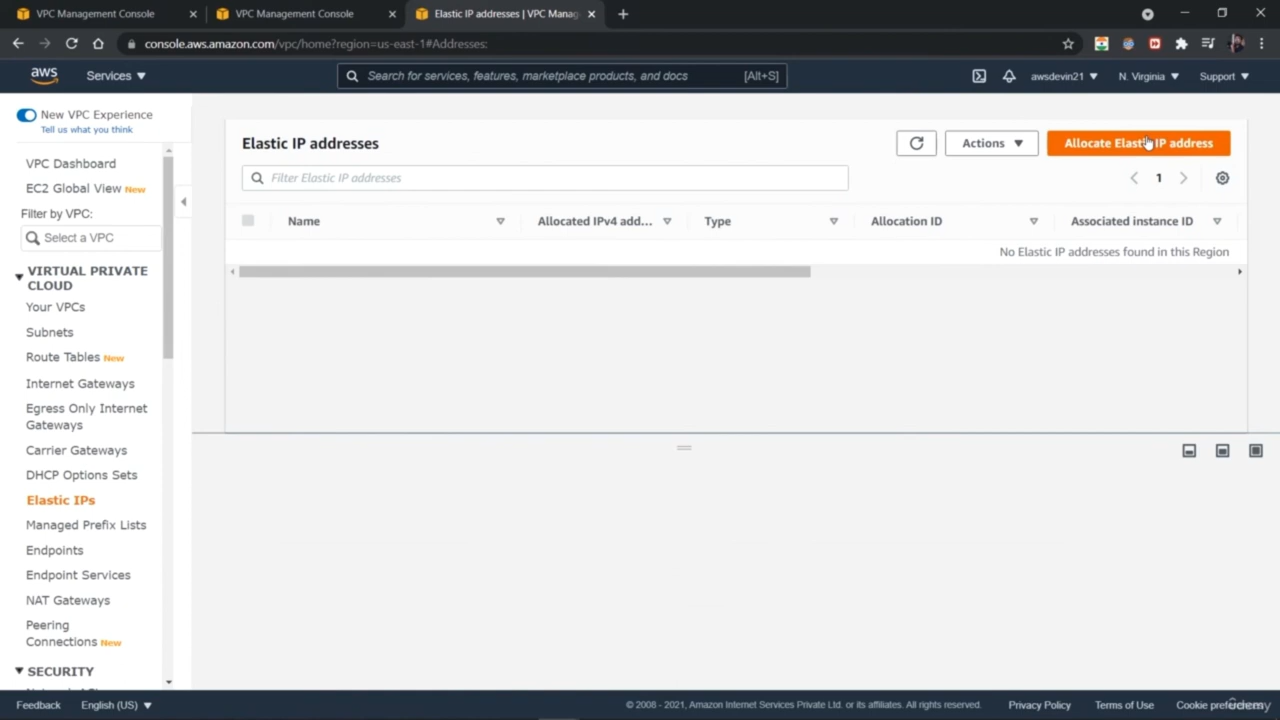 VPC Management Console
VPC Management Console
Elastic IP addresses | VPC Manag
console.aws.amazon.com/vpc/home?region=us-east-1#Addresses:
aws
Services
Search for services, features, marketplace products, and docs
[Alt+S]
awsdevin21
N. Virginia
Support
New VPC Experience
Tell us what you think
VPC Dashboard
EC2 Global View New
Filter by VPC:
Select a VPC
VIRTUAL PRIVATE
CLOUD
Your VPCs
Subnets
Route Tables New
Internet Gateways
Egress Only Internet
Gateways
Carrier Gateways
DHCP Options Sets
Elastic IPs
Managed Prefix Lists
Endpoints
Endpoint Services
NAT Gateways
Peering
Connections New
SECURITY
Elastic IP addresses
Actions
Allocate Elastic IP address
Filter Elastic IP addresses
1
Name
Allocated IPv4 add...
Type
Allocation ID
Associated instance ID
No Elastic IP addresses found in this Region
Feedback
English (US)
© 2008 - 2021, Amazon Internet Services Private Ltd. or its affiliates. All rights reserved.
Privacy Policy
Terms of Use
Cookie preferences
Udemy